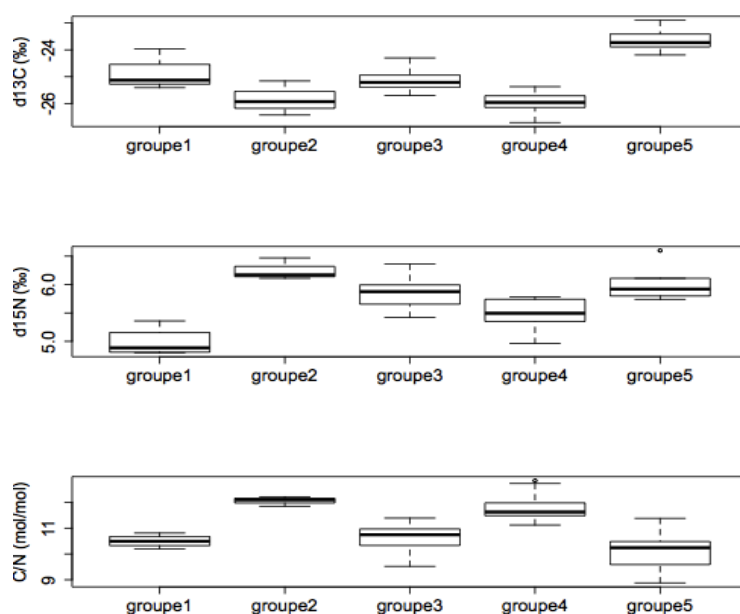 d13C (‰)
-24
-26
groupe1 groupe2 groupe3 groupe4 groupe5
d15N (‰)
6.0
5.0
groupe1 groupe2 groupe3 groupe4 groupe5
C/N (mol/mol)
11
9
groupe1 groupe2 groupe3 groupe4 groupe5